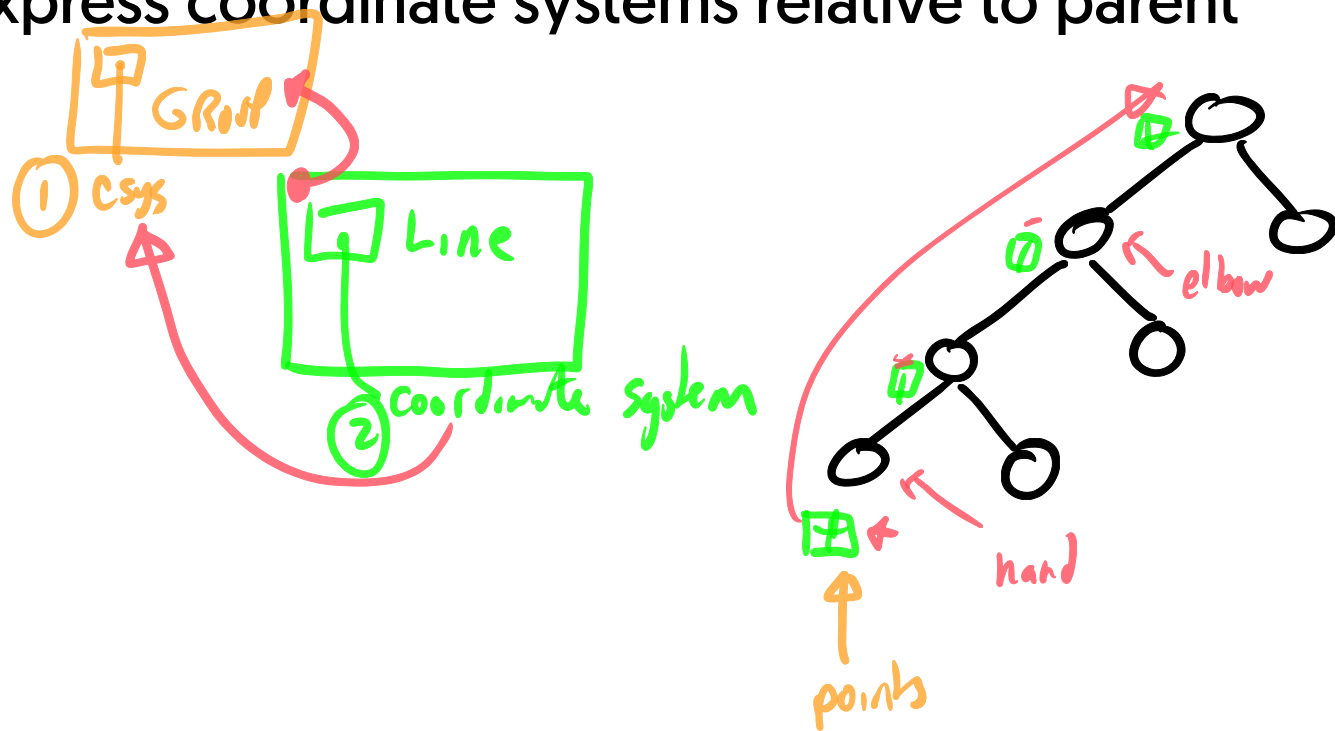 xpress coordinate systems relative to parent
GROUP
1 csys
Line
2 coordinate system
elbow
hand
points